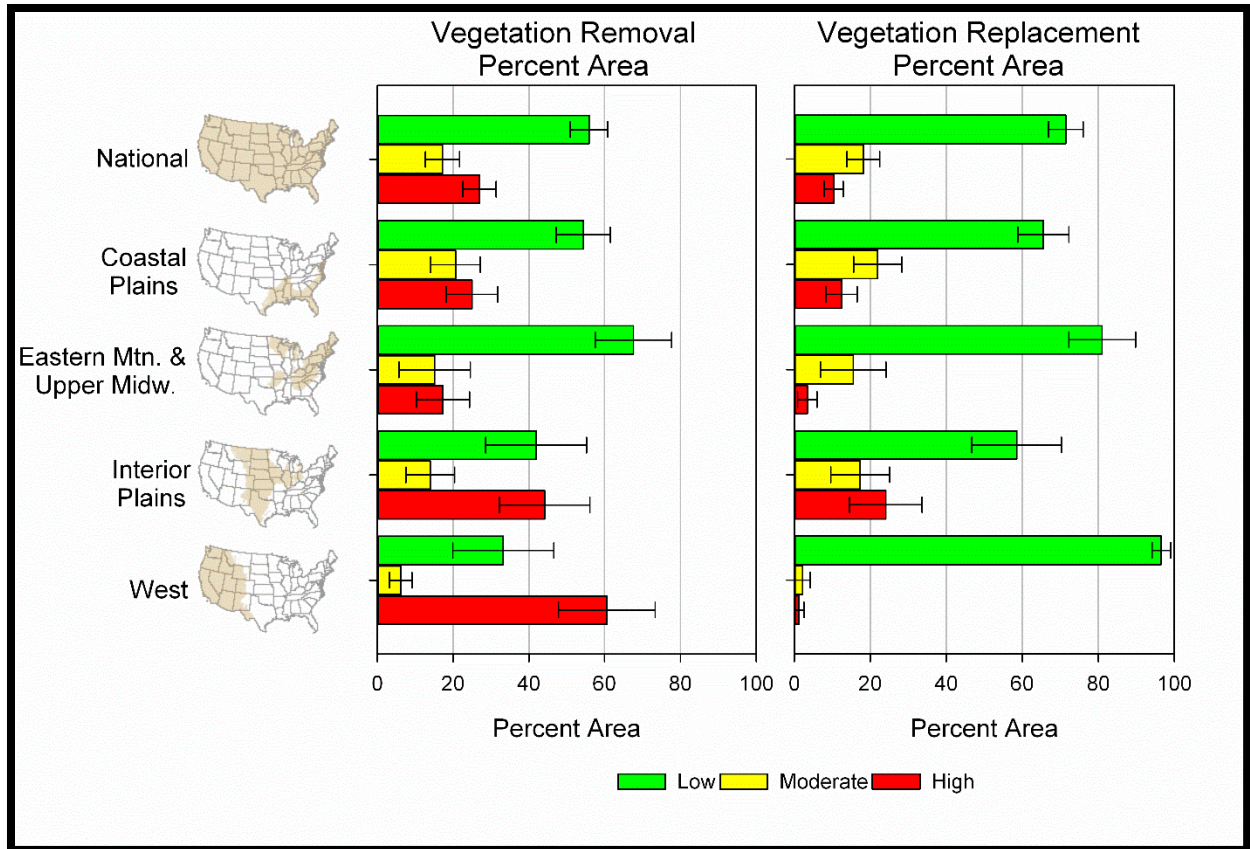 Vegetation Removal
Percent Area
Vegetation Replacement
Percent Area
National
Coastal
Plains
Eastern Mtn. &
Upper Midw.
Interior
Plains
West
0 20 40 60 80 100
0 20 40 60 80 100
Percent Area
Percent Area
Low Moderate High